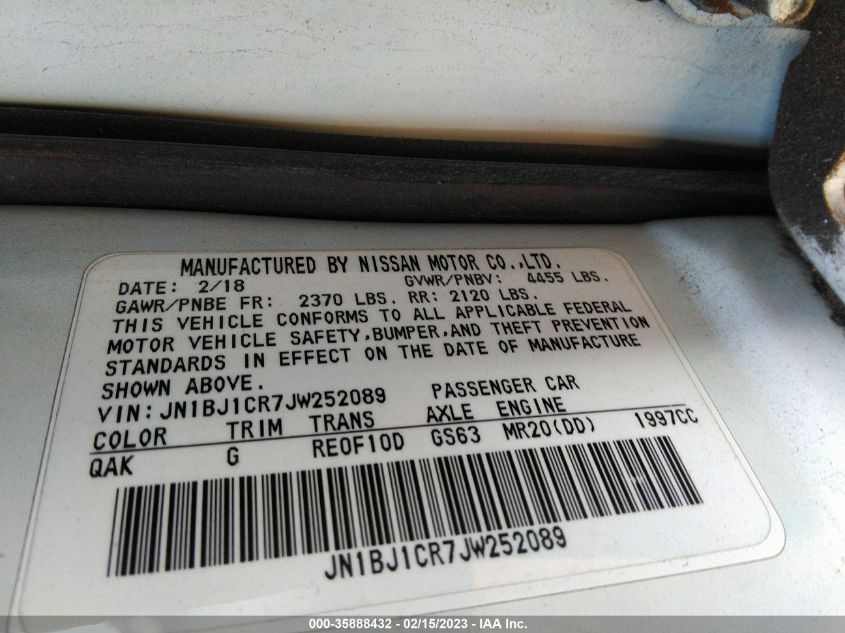 MANUFACTURED BY NISSAN MOTOR CO.,LTD.
DATE: 2/18 GVWR/PNBV: 4455 LBS.
GAWR/PNBE FR: 2370 LBS. RR: 2120 LBS.
THIS VEHICLE CONFORMS TO ALL APPLICABLE FEDERAL
MOTOR VEHICLE SAFETY,BUMPER,AND THEFT PREVENTION
STANDARDS IN EFFECT ON THE DATE OF MANUFACTURE
SHOWN ABOVE.
VIN:JN1BJ1CR7JW252089 PASSENGER CAR
COLOR TRIM TRANS AXLE ENGINE
QAK G RE0F10D GS63 MR20(DD) 1997CC
JN1BJ1CR7JW252089
000-35888432 - 02/15/2023 - IAA Inc.